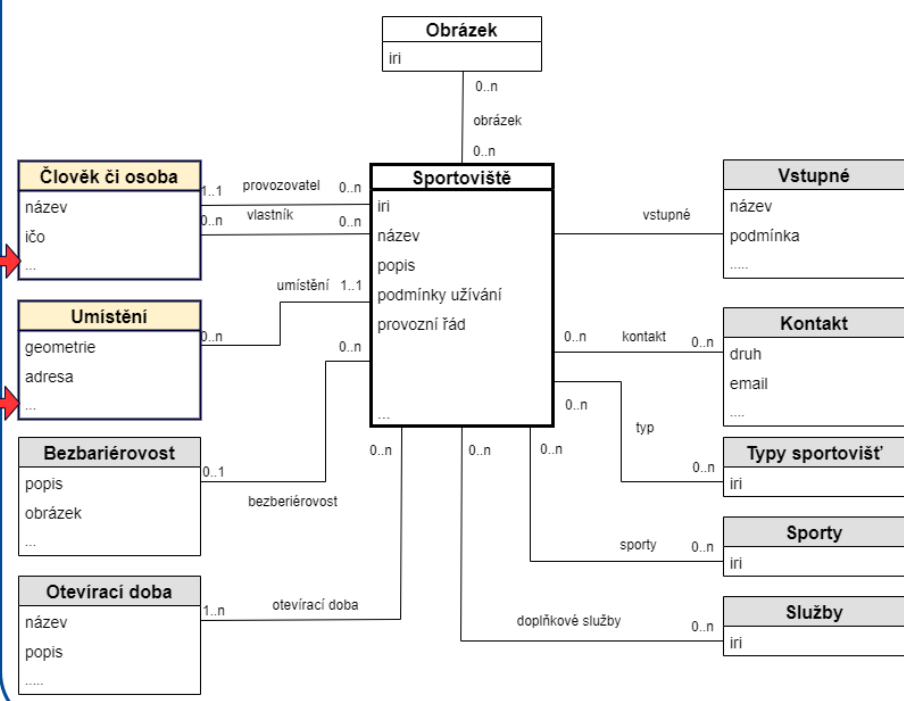 Obrázek
iri
0..n
obrázek
0..n
Člověk či osoba
název
ičo
...
1..1 provozovatel 0..n
0..n vlastník 0..n
Sportoviště
iri
název
popis
podmínky užívání
provozní řád
...
Vstupné
název
podmínka
.....
vstupné
Umístění
geometrie
adresa
...
umístění 1..1
0..n
Kontakt
druh
email
....
0..n kontakt 0..n
Bezbariérovost
popis
obrázek
...
0..n
0..1
bezberiérovost
Typy sportovišť
iri
0..n
typ
0..n
Sporty
iri
0..n
sporty 0..n
Otevírací doba
název
popis
.....
0..n
1..n otevírací doba
Služby
iri
0..n
doplňkové služby 0..n